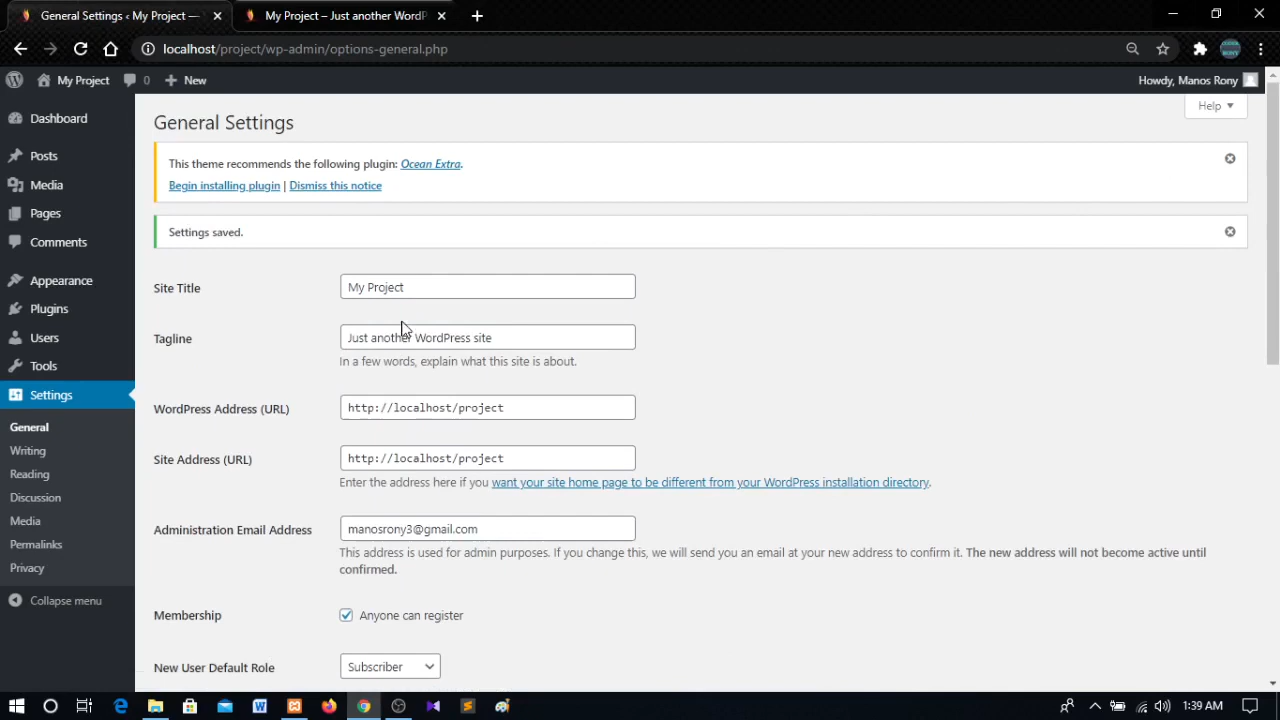 General Settings ‹ My Project —
My Project – Just another WordP
localhost/project/wp-admin/options-general.php
My Project
0
New
Howdy, Manos Rony
Dashboard
Posts
Media
Pages
Comments
Appearance
Plugins
Users
Tools
Settings
General
Writing
Reading
Discussion
Media
Permalinks
Privacy
Collapse menu
Help
General Settings
This theme recommends the following plugin: Ocean Extra.
Begin installing plugin | Dismiss this notice
Settings saved.
Site Title
My Project
Tagline
Just another WordPress site
In a few words, explain what this site is about.
WordPress Address (URL)
http://localhost/project
Site Address (URL)
http://localhost/project
Enter the address here if you want your site home page to be different from your WordPress installation directory.
Administration Email Address
manosrony3@gmail.com
This address is used for admin purposes. If you change this, we will send you an email at your new address to confirm it. The new address will not become active until
confirmed.
Membership
Anyone can register
New User Default Role
Subscriber
1:39 AM